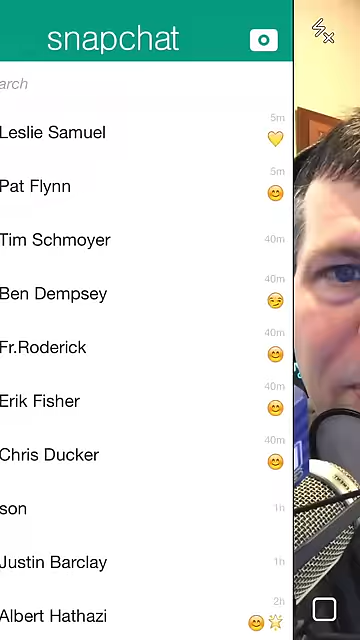 snapchat
arch
5m
Leslie Samuel
5m
Pat Flynn
Tim Schmoyer 40m
40m
Ben Dempsey
40m
Fr.Roderick
40m
Erik Fisher
40m
Chris Ducker
son 1h
Justin Barclay 1h
2h
Albert Hathazi